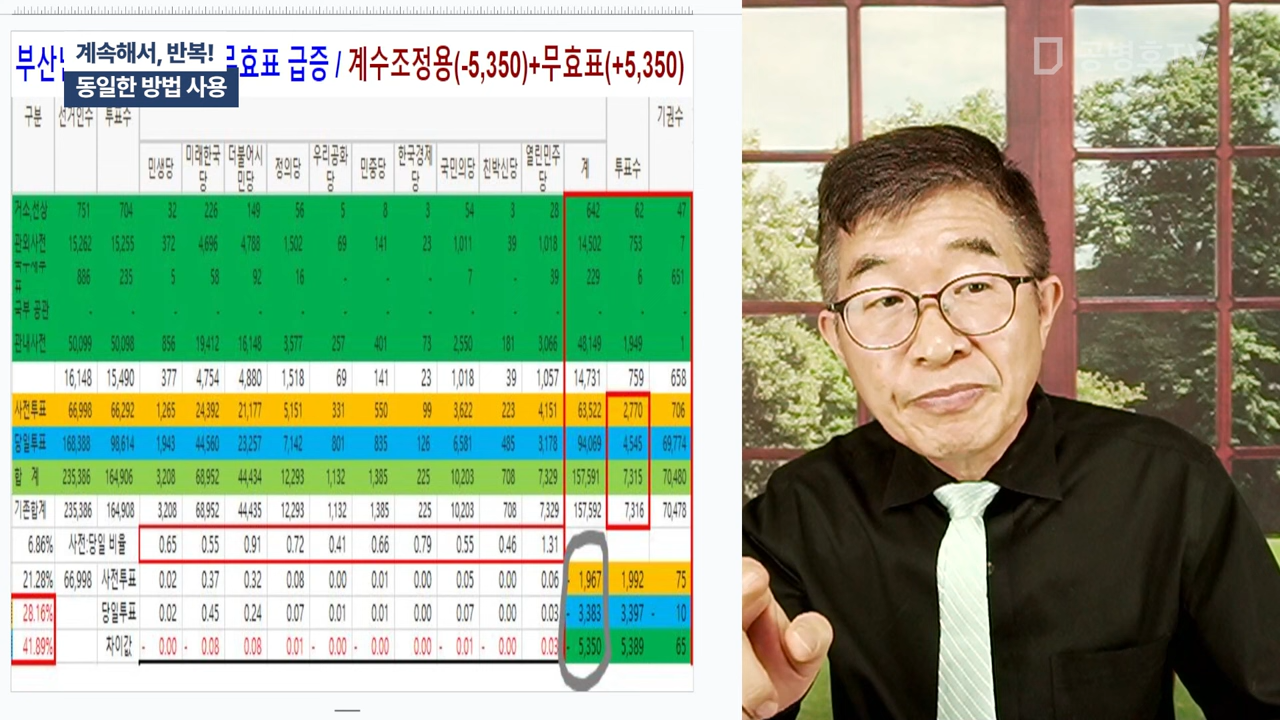 계속해서, 반복!
동일한 방법 사용
부산 무효표 급증 / 계수조정용(-5,350)+무효표(+5,350)
공병호TV
구분 선거인수 투표수 기권수
민생당 미래한국당 더불어시민당 정의당 우리공화당 민중당 한국경제당 국민의당 친박신당 열린민주당 계 투표수
거소,선상 751 704 32 226 149 56 5 8 3 54 3 28 642 62 47
관외사전 15,262 15,255 372 4,696 4,788 1,502 69 141 23 1,011 39 1,018 14,502 753 7
886 235 5 58 92 16 - - - 7 - 39 229 6 651
국부 공관 - - - - - - - - - - - - - - -
관내사전 50,099 50,098 856 19,412 16,148 3,577 257 401 73 2,550 181 3,066 48,149 1,949 1
16,148 15,490 377 4,754 4,880 1,518 69 141 23 1,018 39 1,057 14,731 759 658
사전투표 66,998 66,292 1,265 24,392 21,177 5,151 331 550 99 3,622 223 4,151 63,522 2,770 706
당일투표 168,388 98,614 1,943 44,560 23,257 7,142 801 835 126 6,581 485 3,178 94,069 4,545 69,774
합 계 235,386 164,906 3,208 68,952 44,434 12,293 1,132 1,385 225 10,203 708 7,329 157,591 7,315 70,480
기존합계 235,386 164,908 3,208 68,952 44,435 12,293 1,132 1,385 225 10,203 708 7,329 157,592 7,316 70,478
6.86% 사전:당일 비율 0.65 0.55 0.91 0.72 0.41 0.66 0.79 0.55 0.46 1.31
21.28% 66,998 사전투표 0.02 0.37 0.32 0.08 0.00 0.01 0.00 0.05 0.00 0.06 - 1,967 1,992 75
28.16% 당일투표 0.02 0.45 0.24 0.07 0.01 0.01 0.00 0.07 0.00 0.03 - 3,383 3,397 - 10
41.89% 차이값 - 0.00 - 0.08 0.08 0.01 - 0.00 0.00 0.00 - 0.01 - 0.00 0.03 - 5,350 5,389 65